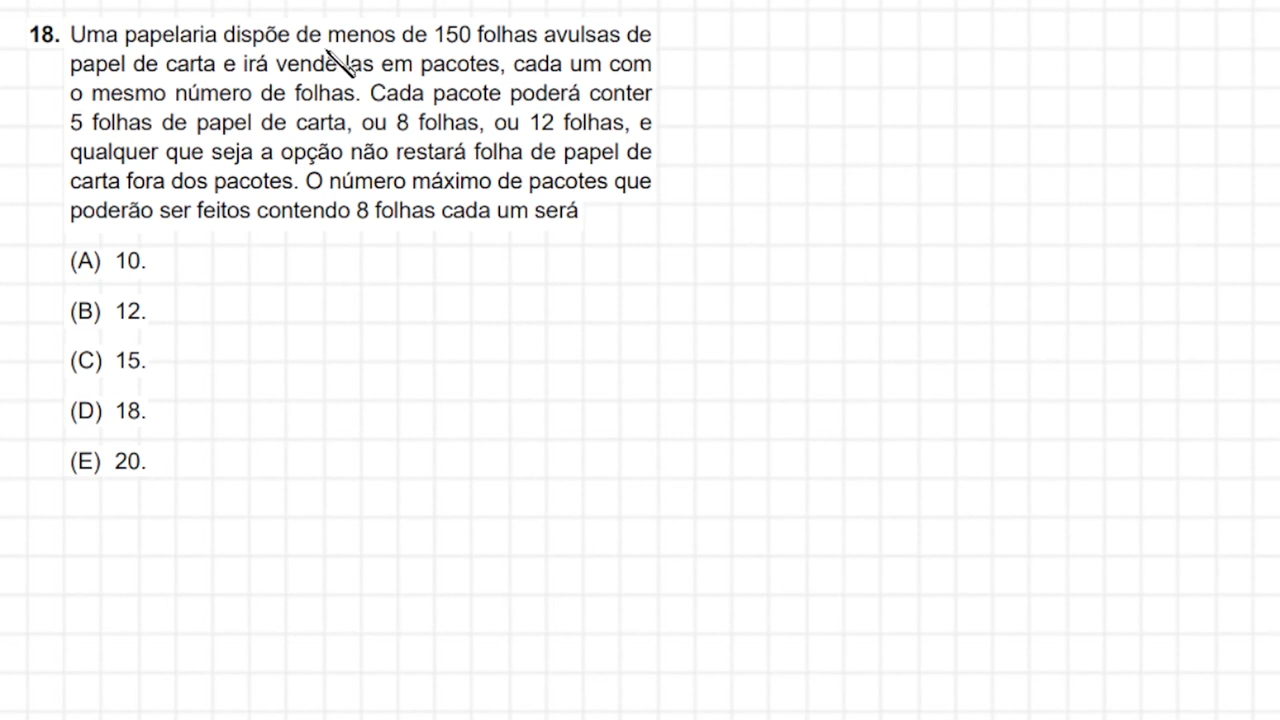 18. Uma papelaria dispõe de menos de 150 folhas avulsas de
papel de carta e irá vendê-las em pacotes, cada um com
o mesmo número de folhas. Cada pacote poderá conter
5 folhas de papel de carta, ou 8 folhas, ou 12 folhas, e
qualquer que seja a opção não restará folha de papel de
carta fora dos pacotes. O número máximo de pacotes que
poderão ser feitos contendo 8 folhas cada um será
(A) 10.
(B) 12.
(C) 15.
(D) 18.
(E) 20.